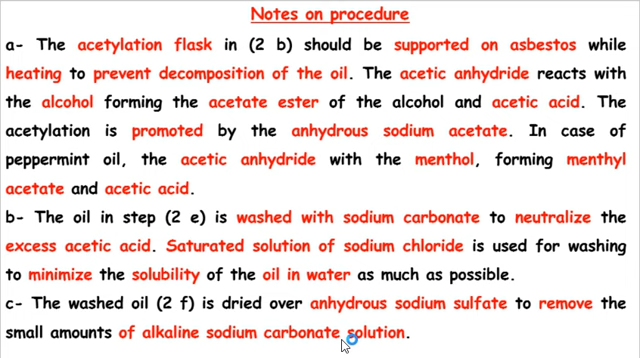 Notes on procedure
a- The acetylation flask in (2 b) should be supported on asbestos while
heating to prevent decomposition of the oil. The acetic anhydride reacts with
the alcohol forming the acetate ester of the alcohol and acetic acid. The
acetylation is promoted by the anhydrous sodium acetate. In case of
peppermint oil, the acetic anhydride with the menthol, forming menthyl
acetate and acetic acid.
b- The oil in step (2 e) is washed with sodium carbonate to neutralize the
excess acetic acid. Saturated solution of sodium chloride is used for washing
to minimize the solubility of the oil in water as much as possible.
c- The washed oil (2 f) is dried over anhydrous sodium sulfate to remove the
small amounts of alkaline sodium carbonate solution.